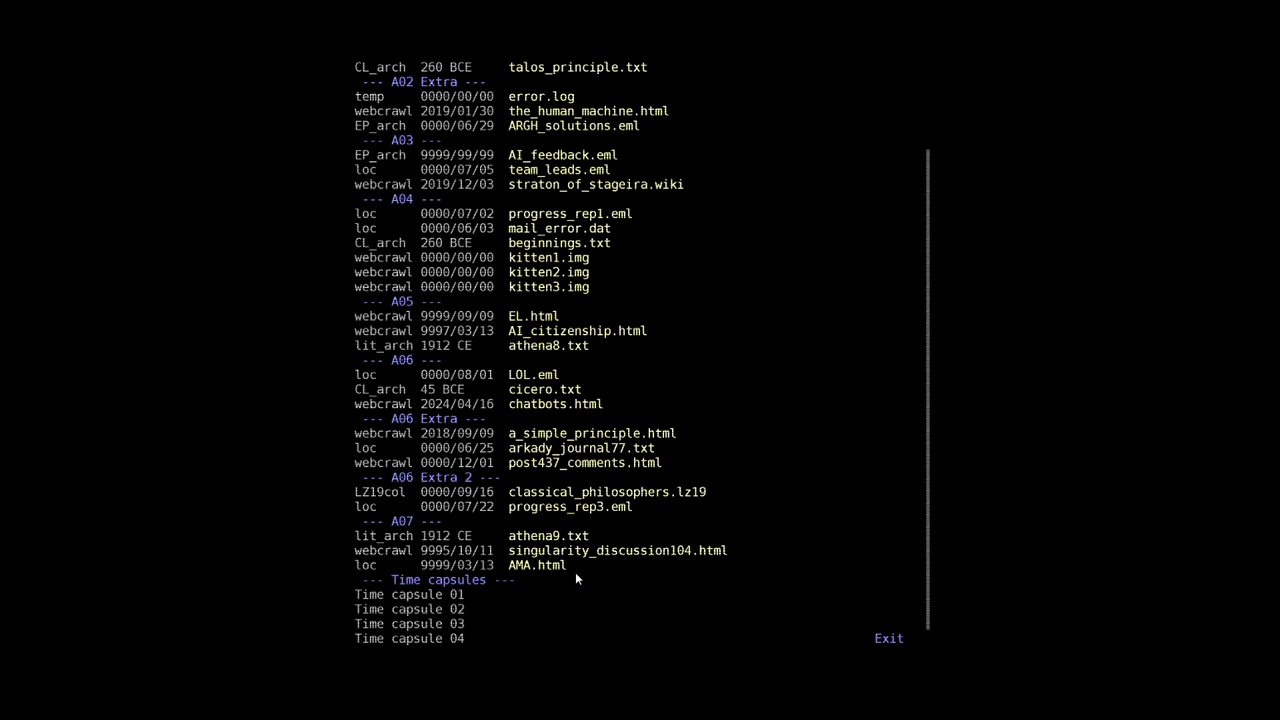 CL_arch  260 BCE     talos_principle.txt
--- A02 Extra ---
temp     0000/00/00  error.log
webcrawl 2019/01/30  the_human_machine.html
EP_arch  0000/06/29  ARGH_solutions.eml
--- A03 ---
EP_arch  9999/99/99  AI_feedback.eml
loc      0000/07/05  team_leads.eml
webcrawl 2019/12/03  straton_of_stageira.wiki
--- A04 ---
loc      0000/07/02  progress_rep1.eml
loc      0000/06/03  mail_error.dat
CL_arch  260 BCE     beginnings.txt
webcrawl 0000/00/00  kitten1.img
webcrawl 0000/00/00  kitten2.img
webcrawl 0000/00/00  kitten3.img
--- A05 ---
webcrawl 9999/09/09  EL.html
webcrawl 9997/03/13  AI_citizenship.html
lit_arch 1912 CE     athena8.txt
--- A06 ---
loc      0000/08/01  LOL.eml
CL_arch  45 BCE      cicero.txt
webcrawl 2024/04/16  chatbots.html
--- A06 Extra ---
webcrawl 2018/09/09  a_simple_principle.html
loc      0000/06/25  arkady_journal77.txt
webcrawl 0000/12/01  post437_comments.html
--- A06 Extra 2 ---
LZ19col  0000/09/16  classical_philosophers.lz19
loc      0000/07/22  progress_rep3.eml
--- A07 ---
lit_arch 1912 CE     athena9.txt
webcrawl 9995/10/11  singularity_discussion104.html
loc      9999/03/13  AMA.html
--- Time capsules ---
Time capsule 01
Time capsule 02
Time capsule 03
Time capsule 04
Exit